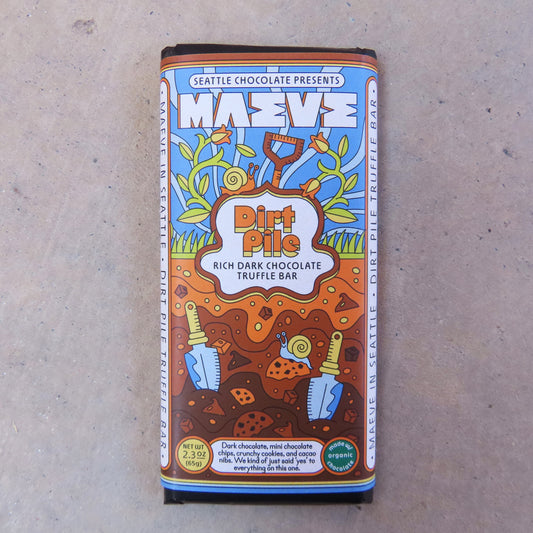 SEATTLE CHOCOLATE PRESENTS
MAEVE
Dirt
Pile
RICH DARK CHOCOLATE
TRUFFLE BAR
NET WT
2.3 OZ
(65g)
Dark chocolate, mini chocolate
chips, crunchy cookies, and cacao
nibs. We kind of just said 'yes' to
everything on this one.
made w/
organic
chocolate
• MAEVE IN SEATTLE • DIRT PILE TRUFFLE BAR •
• MAEVE IN SEATTLE • DIRT PILE TRUFFLE BAR •